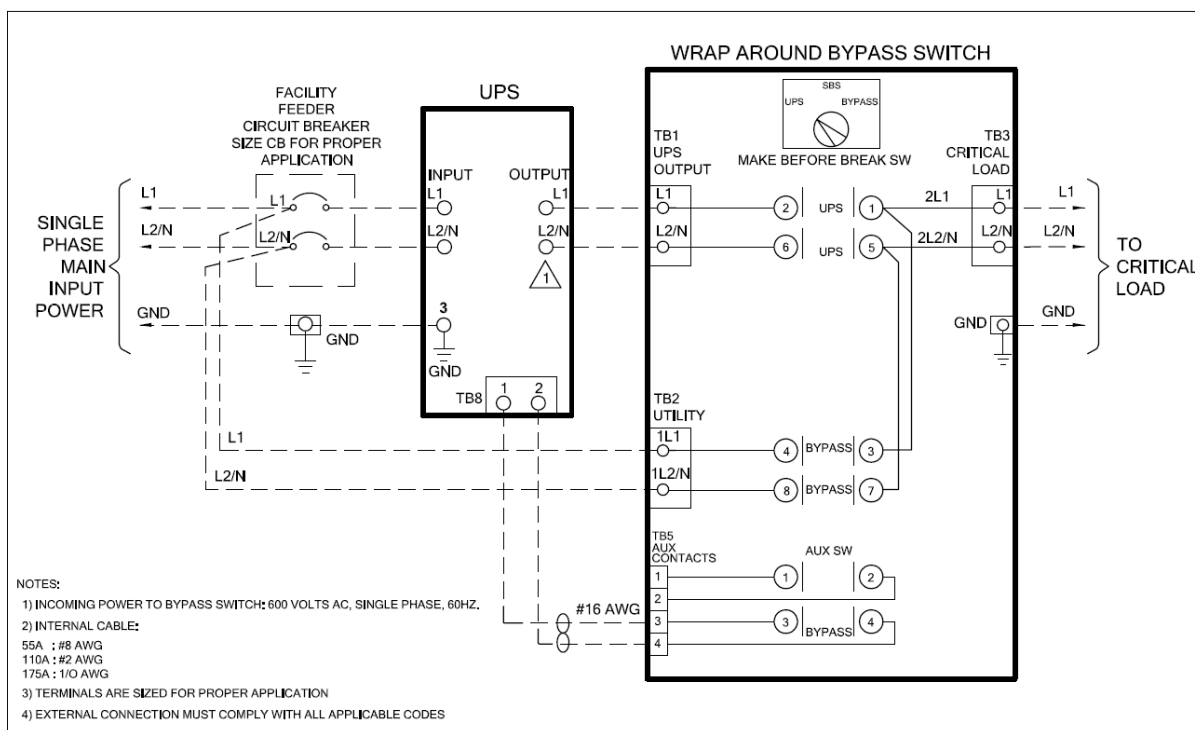 WRAP AROUND BYPASS SWITCH
SBS
UPS
BYPASS
MAKE BEFORE BREAK SW
FACILITY
FEEDER
CIRCUIT BREAKER
SIZE CB FOR PROPER
APPLICATION
UPS
INPUT
OUTPUT
TB1
UPS
OUTPUT
TB3
CRITICAL
LOAD
SINGLE
PHASE
MAIN
INPUT
POWER
L1
L1
L1
L1
L1
2
UPS
1
2L1
L1
L1
L2/N
L2/N
L2/N
L2/N
L2/N
6
UPS
5
2L2/N
L2/N
L2/N
1
TO
CRITICAL
LOAD
GND
GND
3
GND
GND
GND
TB8
1
2
TB2
UTILITY
L1
1L1
4
BYPASS
3
L2/N
1L2/N
8
BYPASS
7
TB5
AUX
CONTACTS
AUX SW
1
1
2
2
#16 AWG
3
3
BYPASS
4
4
NOTES:
1) INCOMING POWER TO BYPASS SWITCH: 600 VOLTS AC, SINGLE PHASE, 60HZ.
2) INTERNAL CABLE:
55A : #8 AWG
110A : #2 AWG
175A : 1/O AWG
3) TERMINALS ARE SIZED FOR PROPER APPLICATION
4) EXTERNAL CONNECTION MUST COMPLY WITH ALL APPLICABLE CODES